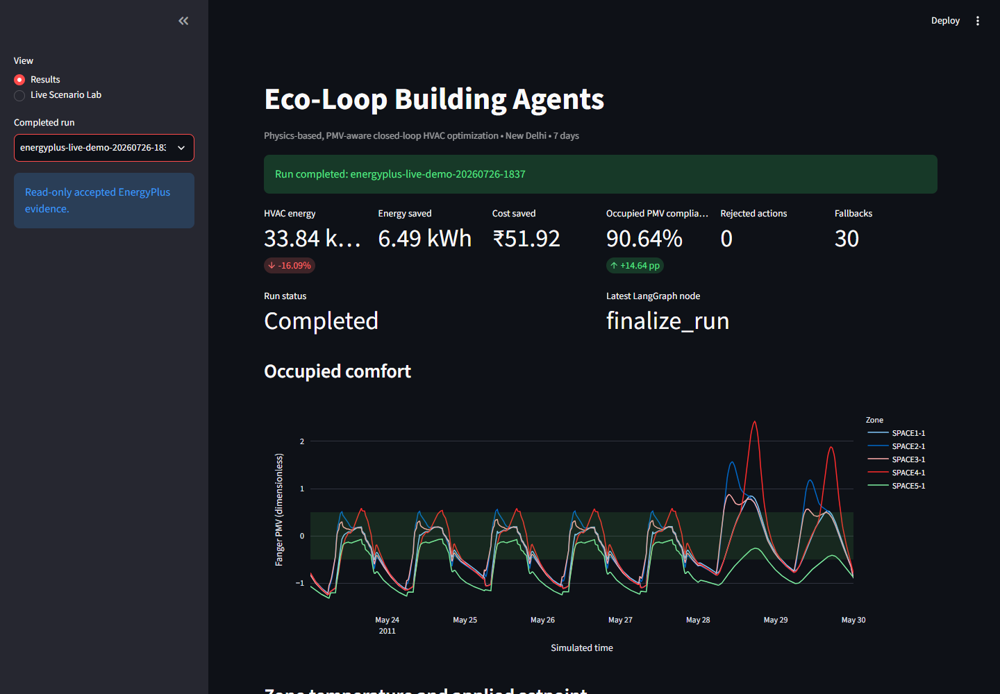 Deploy
View
Results
Live Scenario Lab
Completed run
energyplus-live-demo-20260726-183
Read-only accepted EnergyPlus
evidence.
Eco-Loop Building Agents
Physics-based, PMV-aware closed-loop HVAC optimization • New Delhi • 7 days
Run completed: energyplus-live-demo-20260726-1837
HVAC energy
33.84 k...
-16.09%
Energy saved
6.49 kWh
Cost saved
₹51.92
Occupied PMV complia...
90.64%
+14.64 pp
Rejected actions
0
Fallbacks
30
Run status
Completed
Latest LangGraph node
finalize_run
Occupied comfort
Fanger PMV (dimensionless)
2
1
0
−1
May 24
2011
May 25
May 26
May 27
May 28
May 29
May 30
Simulated time
Zone
SPACE1-1
SPACE2-1
SPACE3-1
SPACE4-1
SPACE5-1
Zone temperature and applied setpoint